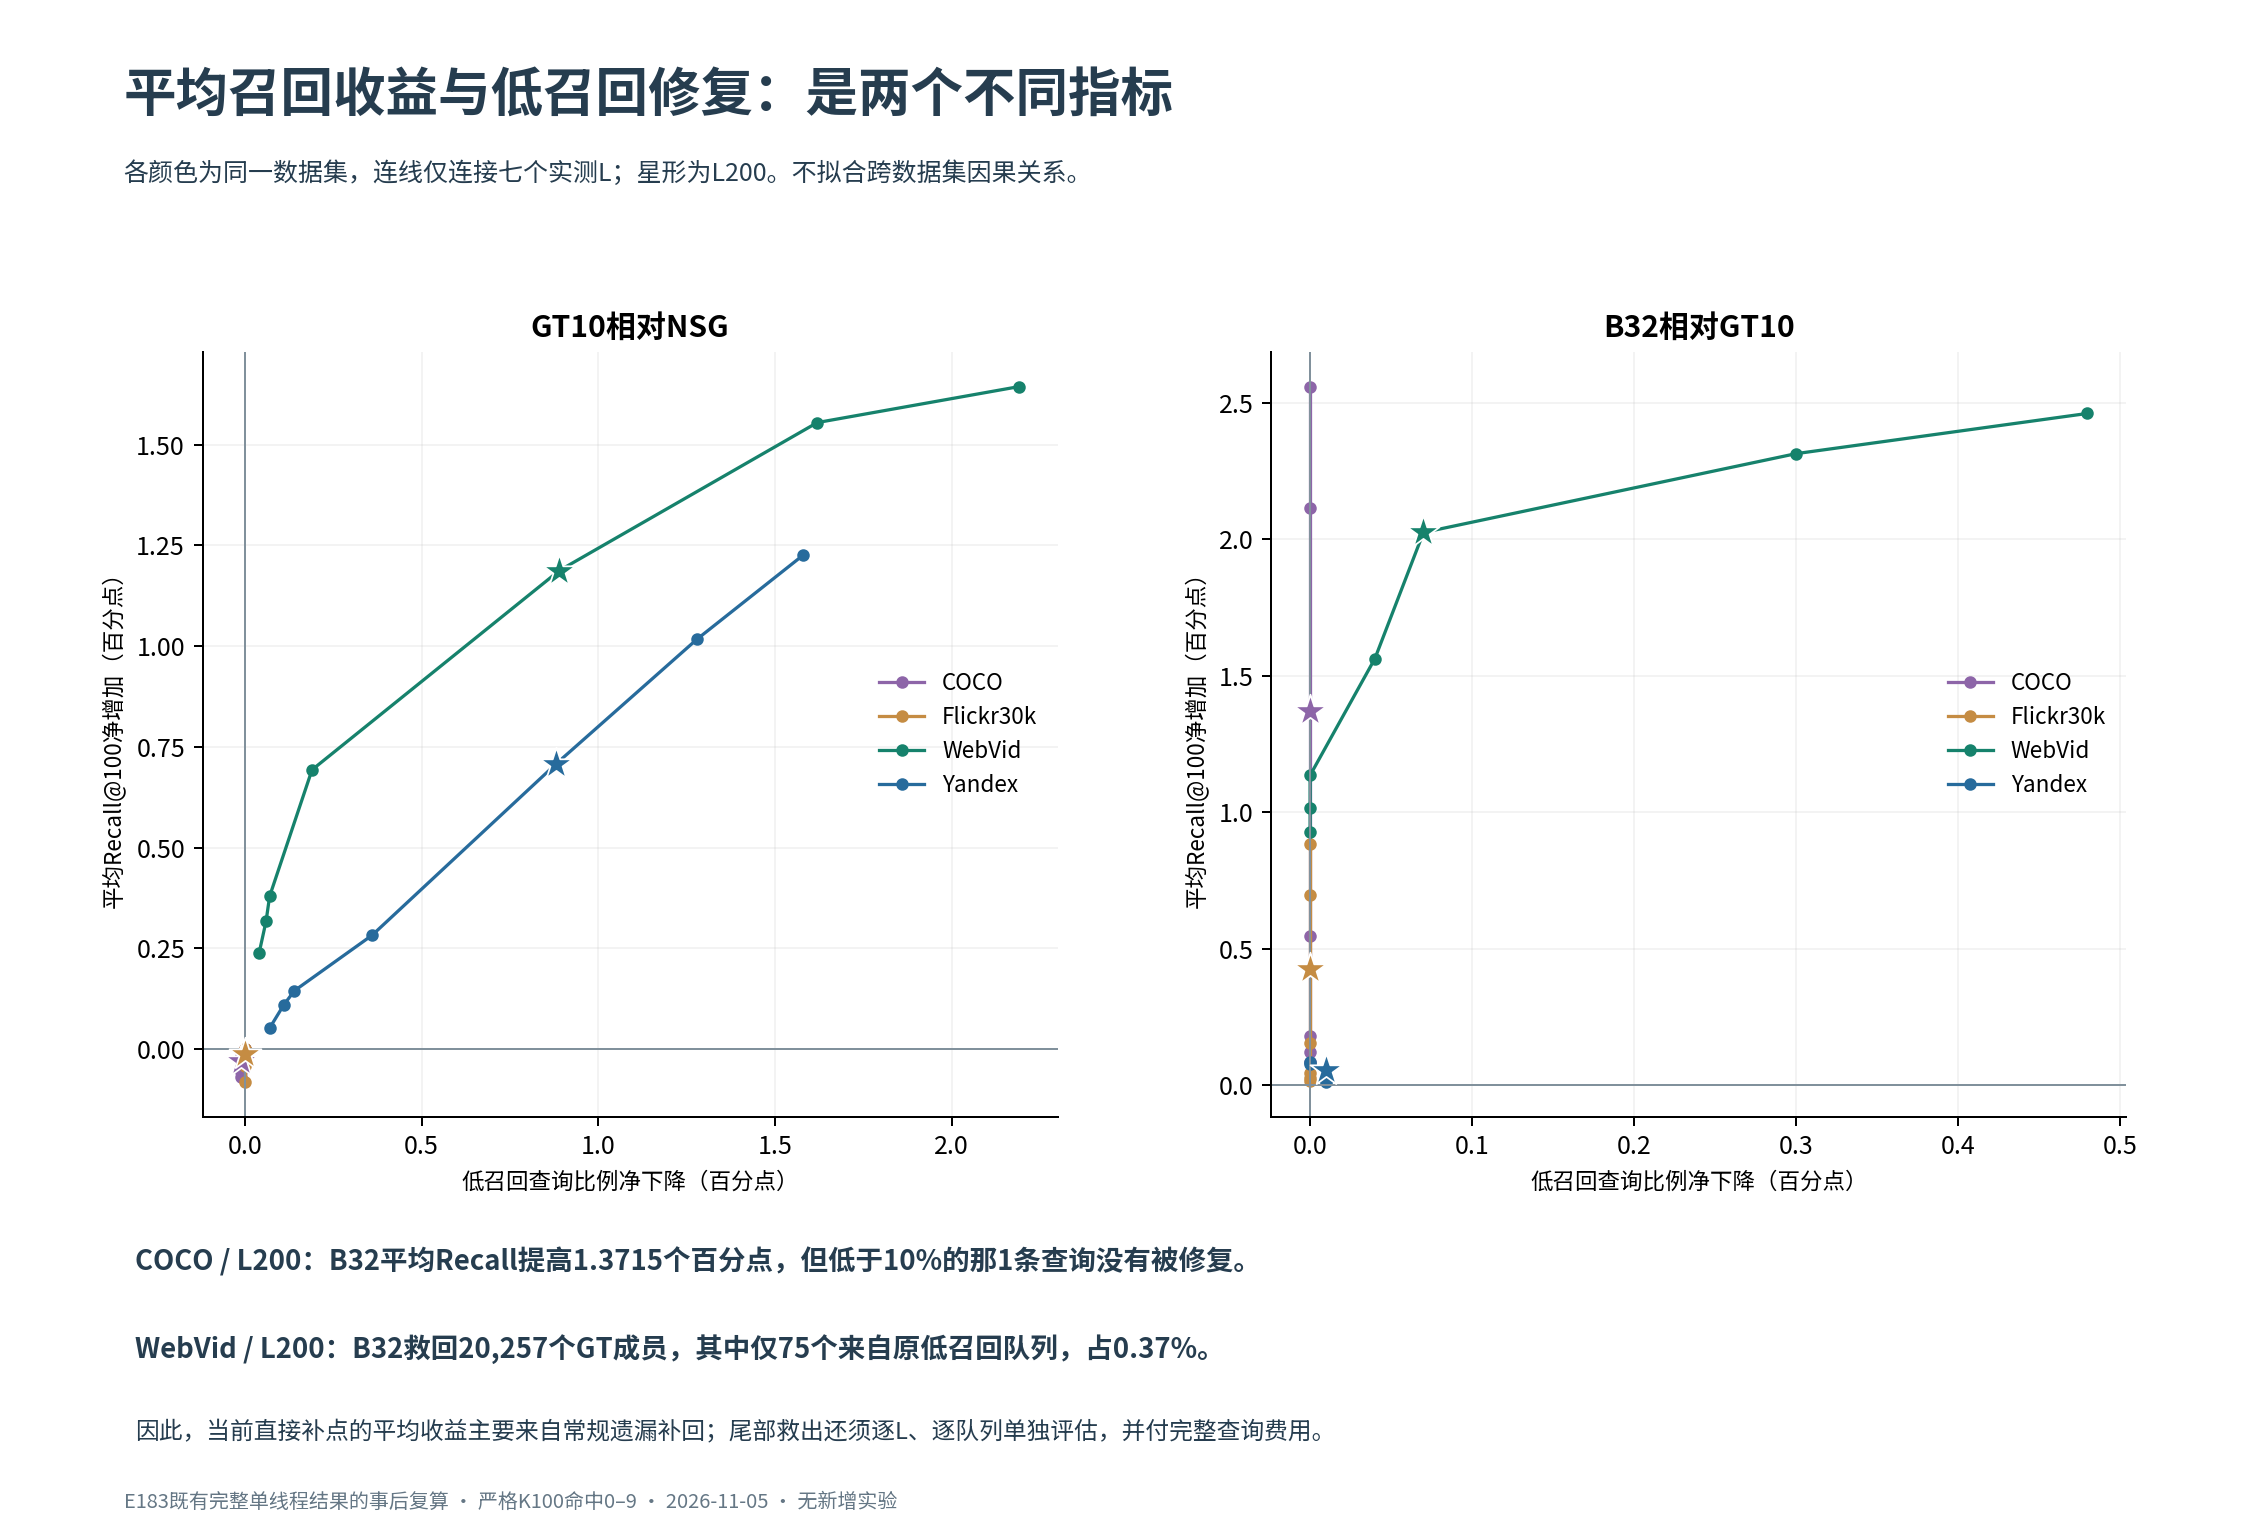 平均召回收益与低召回修复：是两个不同指标
各颜色为同一数据集，连线仅连接七个实测L；星形为L200。不拟合跨数据集因果关系。
GT10相对NSG
平均Recall@100净增加（百分点）
1.50
1.25
1.00
0.75
0.50
0.25
0.00
COCO
Flickr30k
WebVid
Yandex
0.0 0.5 1.0 1.5 2.0
低召回查询比例净下降（百分点）
B32相对GT10
平均Recall@100净增加（百分点）
2.5
2.0
1.5
1.0
0.5
0.0
COCO
Flickr30k
WebVid
Yandex
0.0 0.1 0.2 0.3 0.4 0.5
低召回查询比例净下降（百分点）
COCO / L200：B32平均Recall提高1.3715个百分点，但低于10%的那1条查询没有被修复。
WebVid / L200：B32救回20,257个GT成员，其中仅75个来自原低召回队列，占0.37%。
因此，当前直接补点的平均收益主要来自常规遗漏补回；尾部救出还须逐L、逐队列单独评估，并付完整查询费用。
E183既有完整单线程结果的事后复算 · 严格K100命中0–9 · 2026-11-05 · 无新增实验